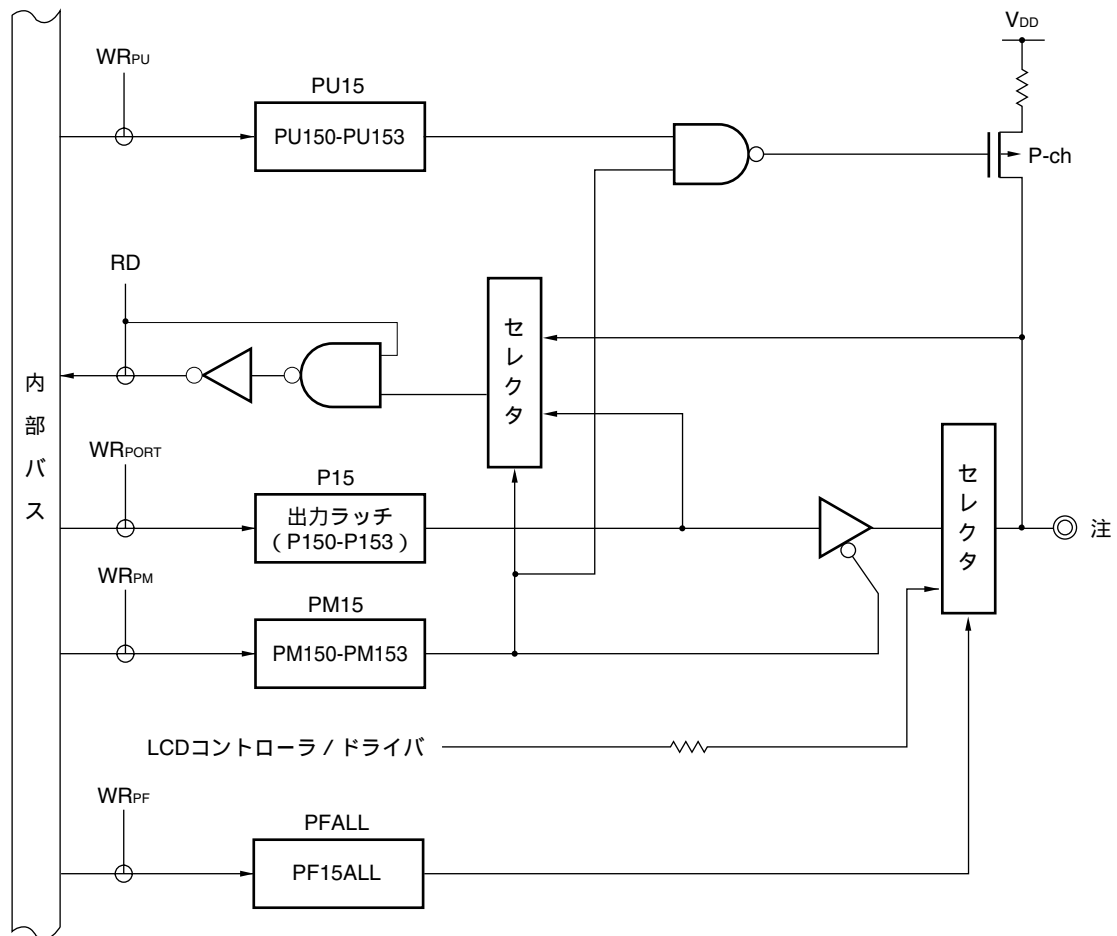 VDD
WRPU
PU15
PU150-PU153
P-ch
RD
セレクタ
内部バス
WRPORT
P15
出力ラッチ
(P150-P153)
セレクタ
注
WRPM
PM15
PM150-PM153
LCDコントローラ/ドライバ
WRPF
PFALL
PF15ALL